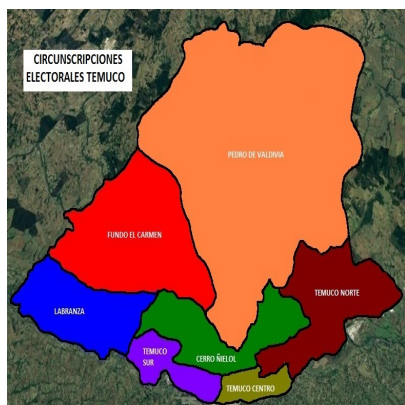 CIRCUNSCRIPCIONES
ELECTORALES TEMUCO
PEDRO DE VALDIVIA
FUNDO EL CARMEN
TEMUCO NORTE
LABRANZA
TEMUCO
SUR
CERRO ÑIELOL
TEMUCO CENTRO